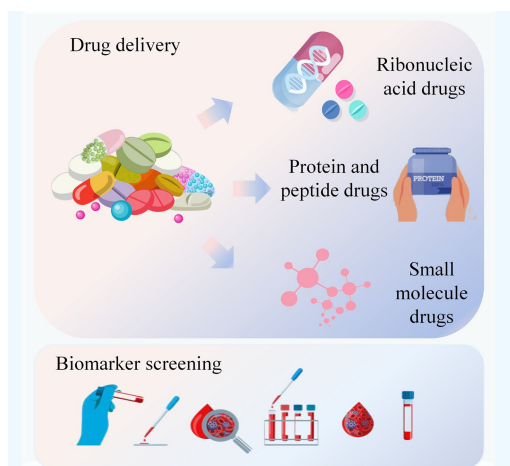 Drug delivery
Ribonucleic
acid drugs
Protein and
peptide drugs
PROTEIN
Small
molecule
drugs
Biomarker screening